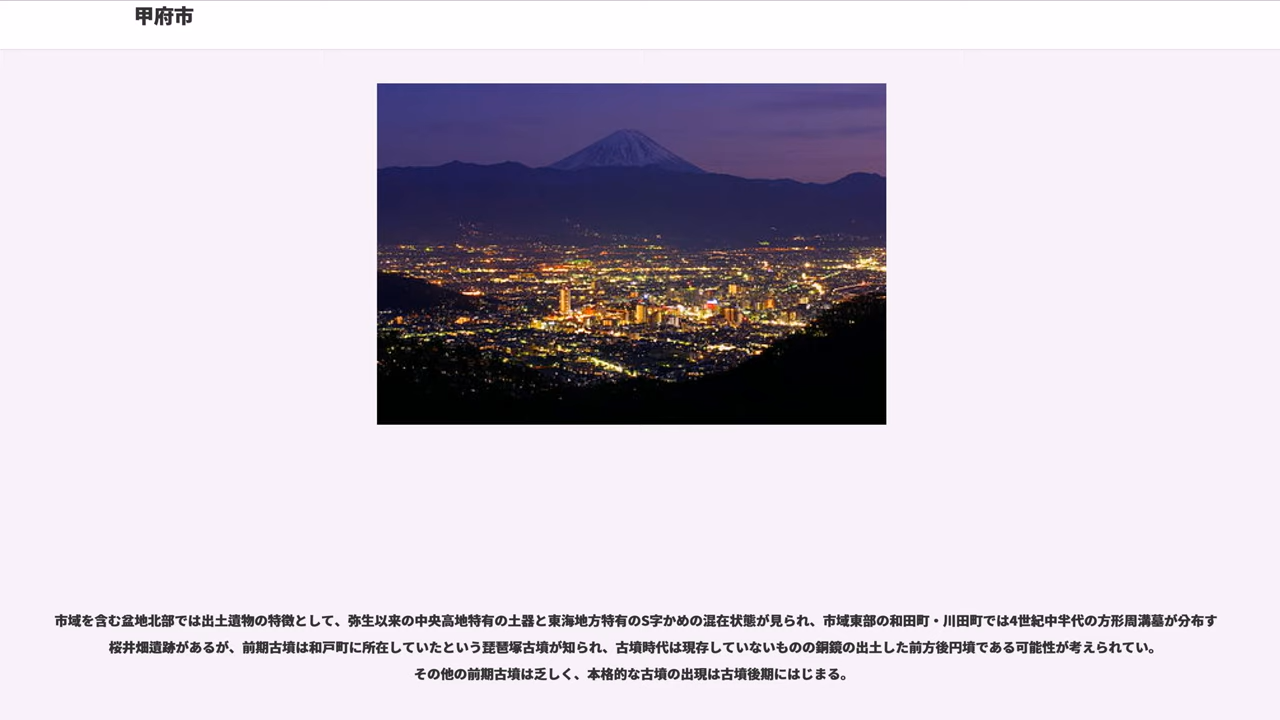 甲府市
市域を含む盆地北部では出土遺物の特徴として、弥生以来の中央高地特有の土器と東海地方特有のS字かめの混在状態が見られ、市域東部の和田町・川田町では4世紀中半代の方形周溝墓が分布す
桜井畑遺跡があるが、前期古墳は和戸町に所在していたという琵琶塚古墳が知られ、古墳時代は現存していないものの銅鏡の出土した前方後円墳である可能性が考えられてい。
その他の前期古墳は乏しく、本格的な古墳の出現は古墳後期にはじまる。